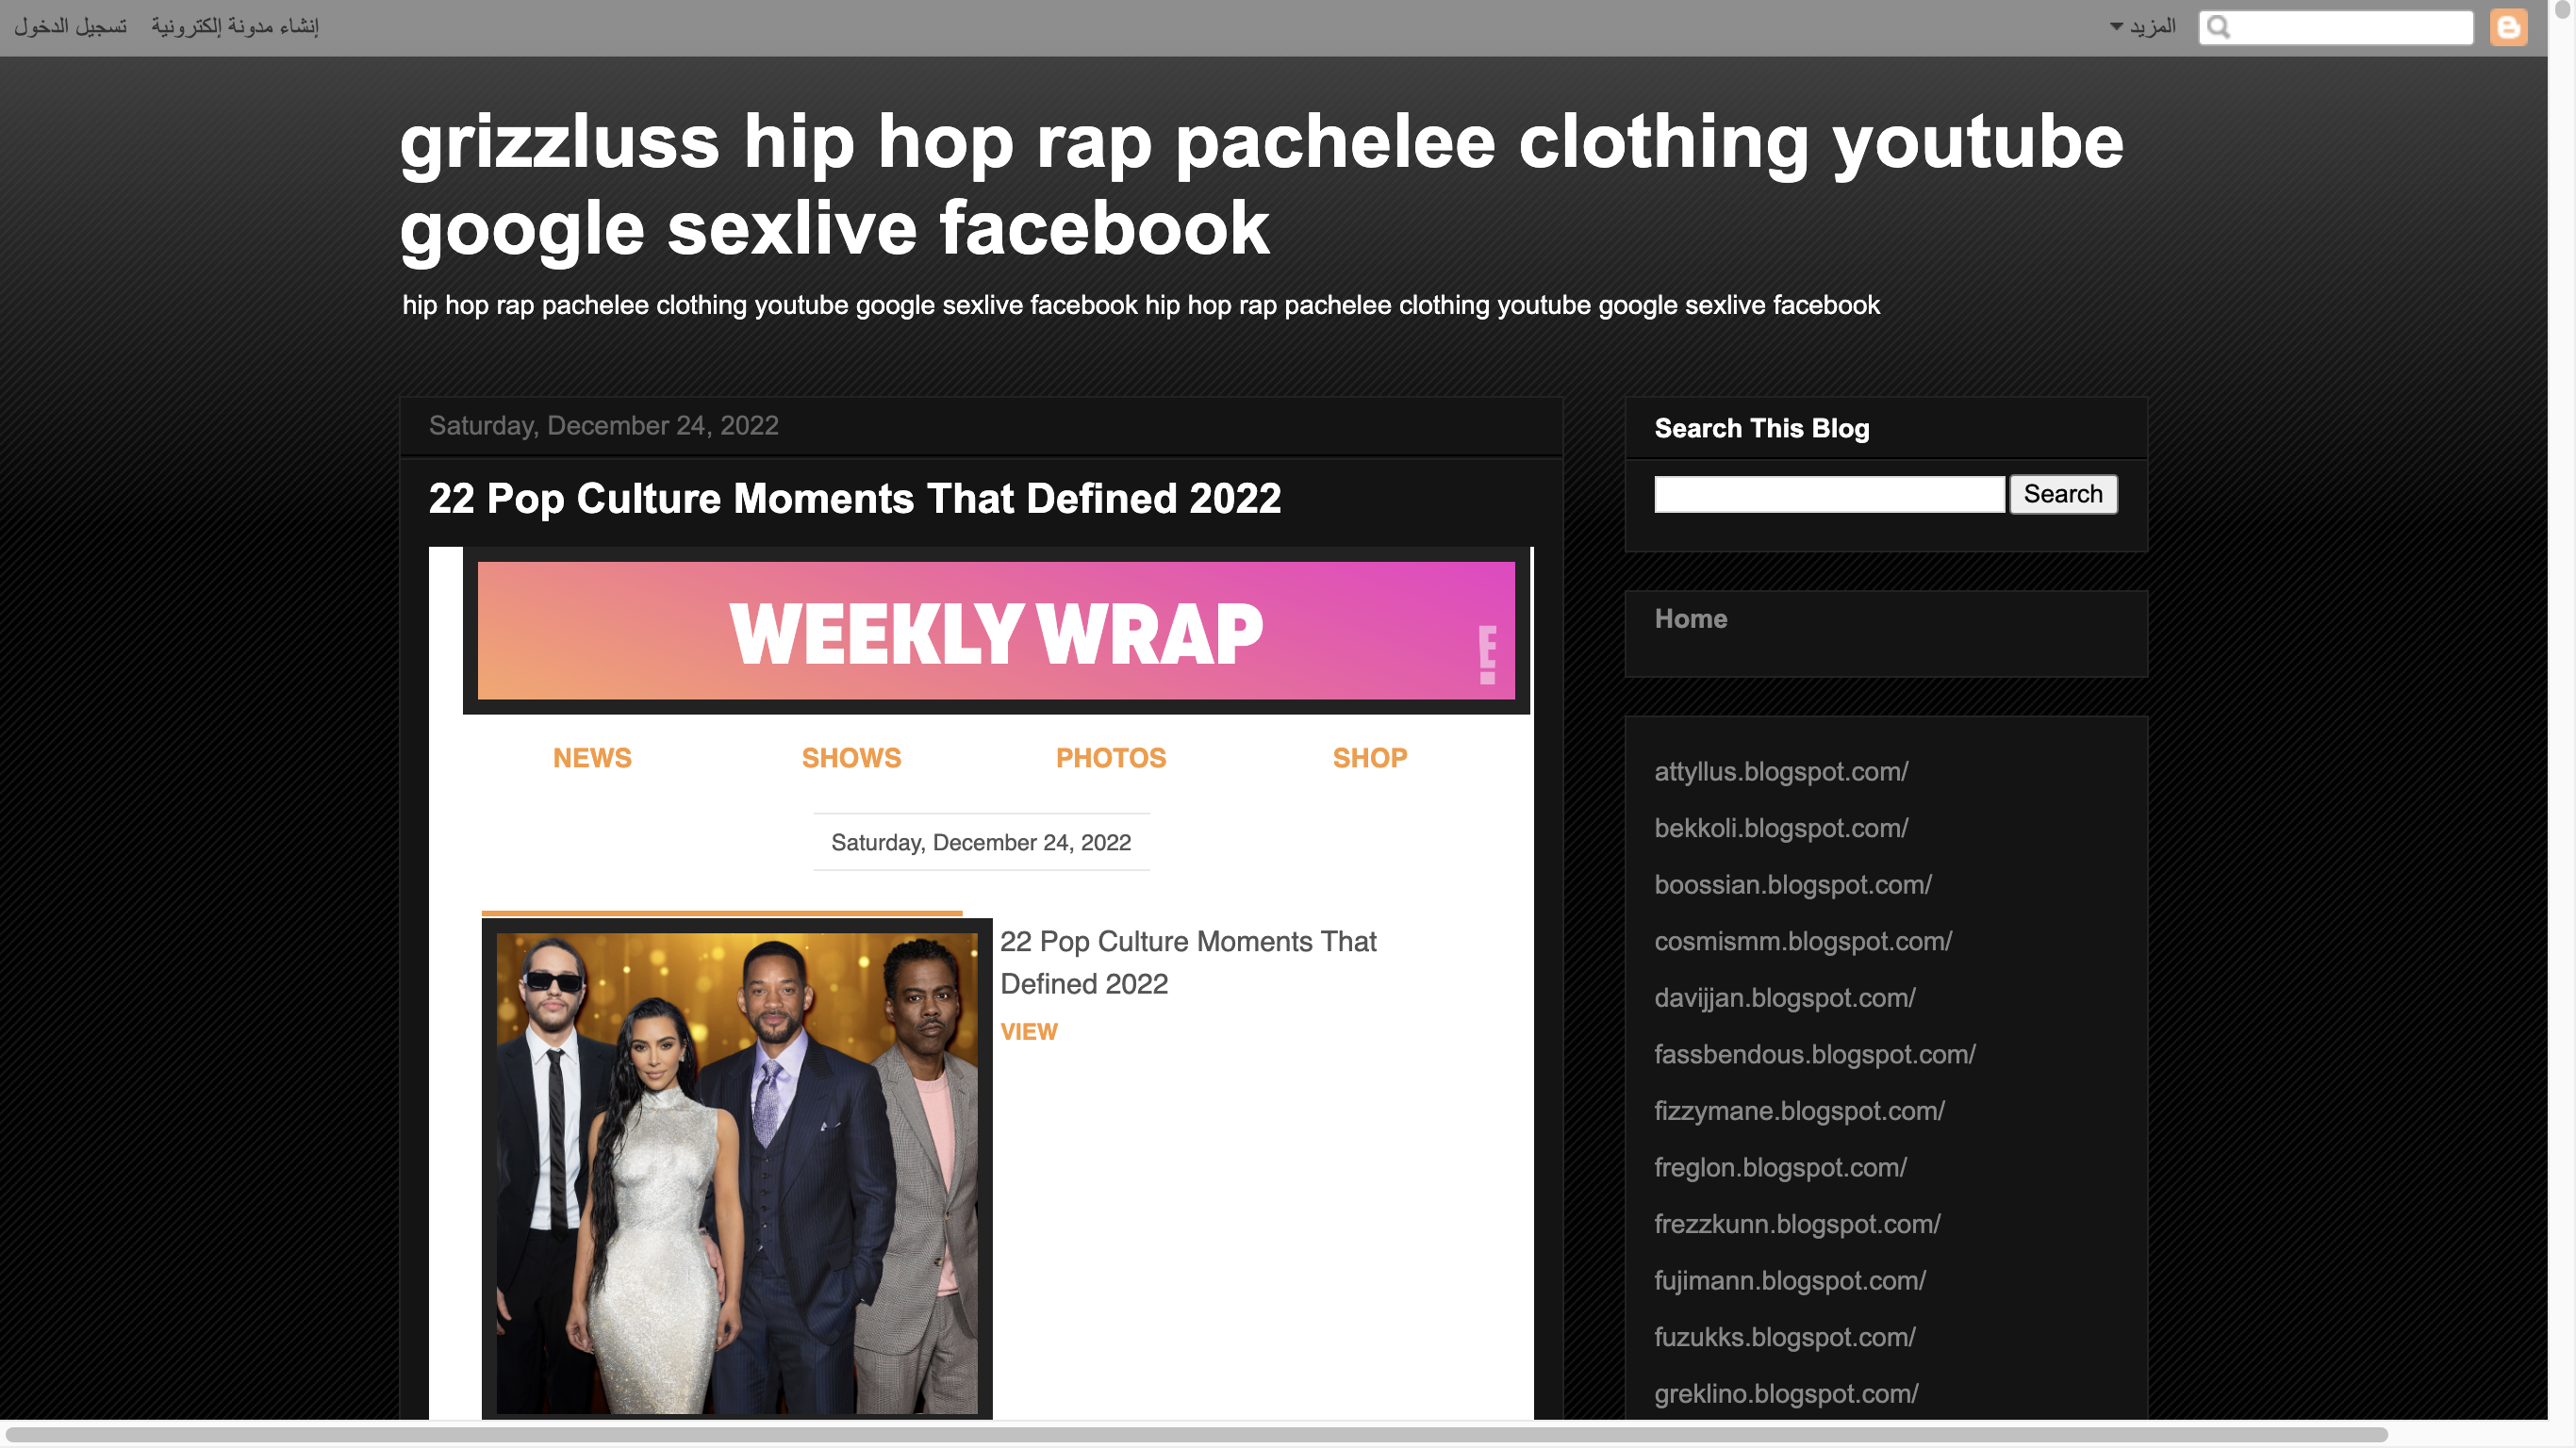 تسجيل الدخول إنشاء مدونة إلكترونية المزيد
grizzluss hip hop rap pachelee clothing youtube
google sexlive facebook
hip hop rap pachelee clothing youtube google sexlive facebook hip hop rap pachelee clothing youtube google sexlive facebook
Saturday, December 24, 2022
22 Pop Culture Moments That Defined 2022
WEEKLY WRAP
E!
NEWS SHOWS PHOTOS SHOP
Saturday, December 24, 2022
22 Pop Culture Moments That
Defined 2022
VIEW
Search This Blog
Search
Home
attyllus.blogspot.com/
bekkoli.blogspot.com/
boossian.blogspot.com/
cosmismm.blogspot.com/
davijjan.blogspot.com/
fassbendous.blogspot.com/
fizzymane.blogspot.com/
freglon.blogspot.com/
frezzkunn.blogspot.com/
fujimann.blogspot.com/
fuzukks.blogspot.com/
greklino.blogspot.com/